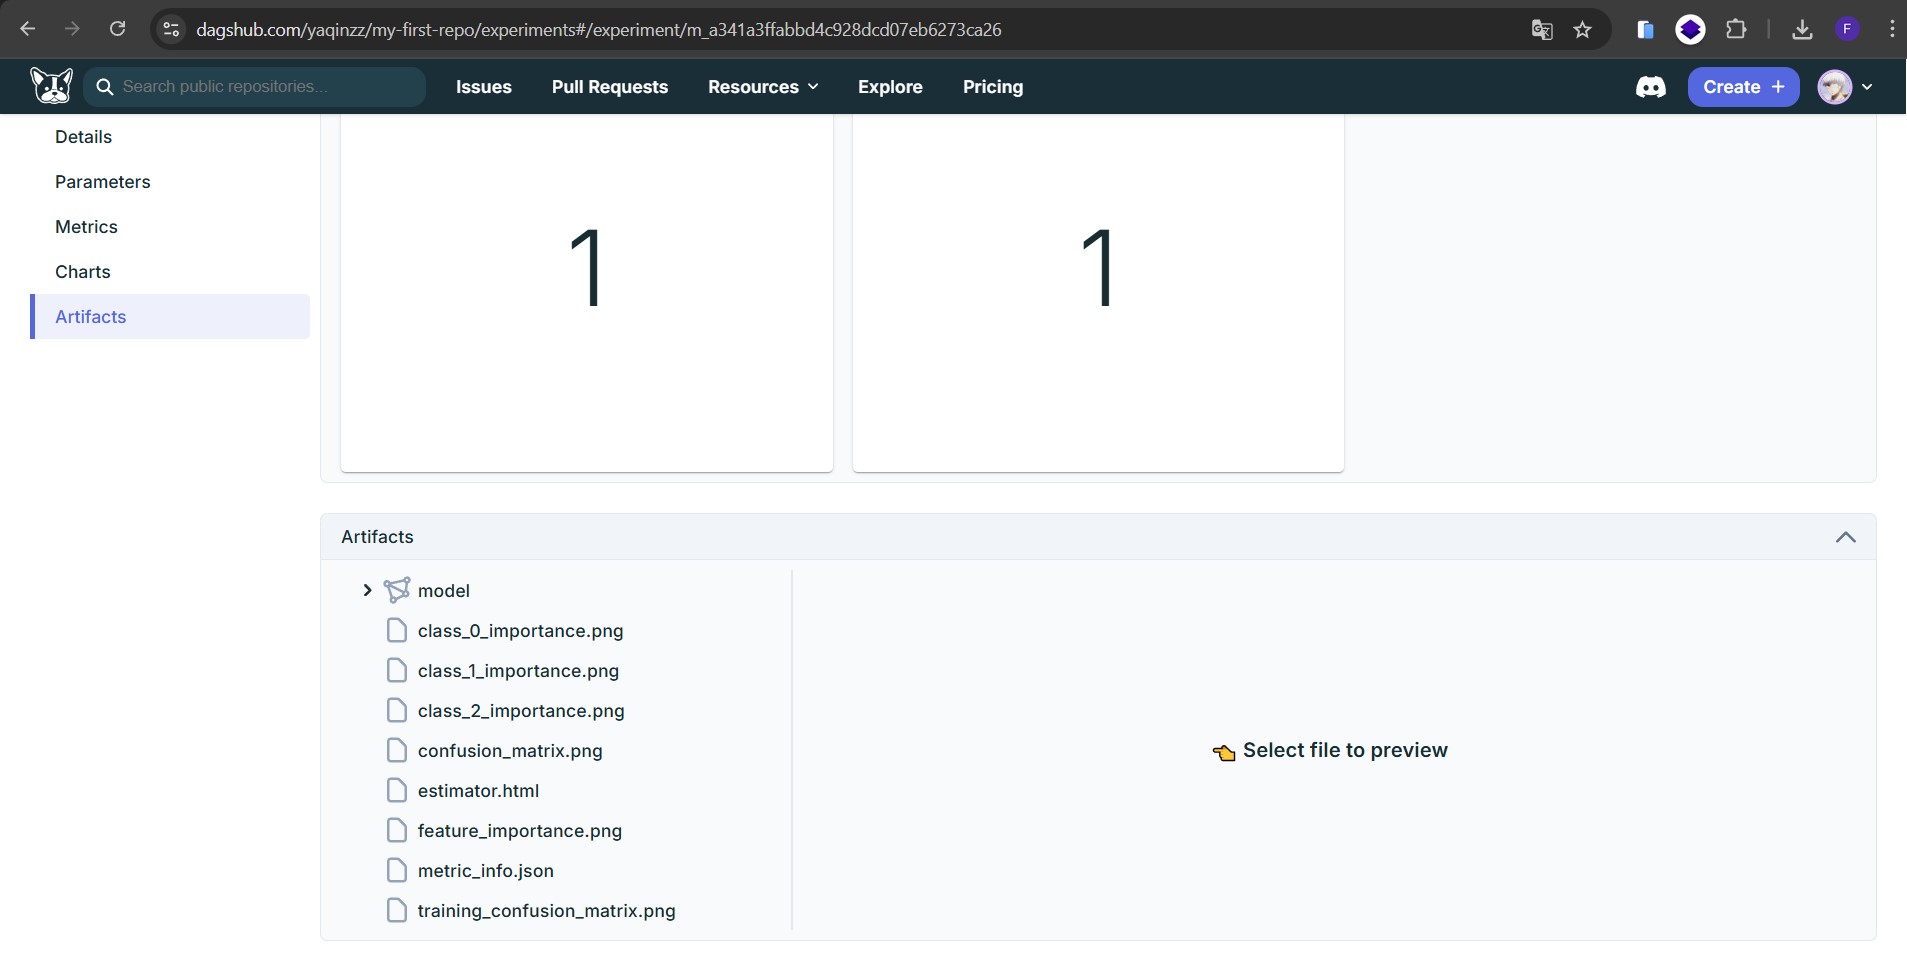 dagshub.com/yaqinzz/my-first-repo/experiments#/experiment/m_a341a3ffabbd4c928dcd07eb6273ca26
F
Search public repositories...
Issues
Pull Requests
Resources
Explore
Pricing
Create +
Details
Parameters
Metrics
Charts
Artifacts
1
1
Artifacts
model
class_0_importance.png
class_1_importance.png
class_2_importance.png
confusion_matrix.png
estimator.html
feature_importance.png
metric_info.json
training_confusion_matrix.png
👈 Select file to preview